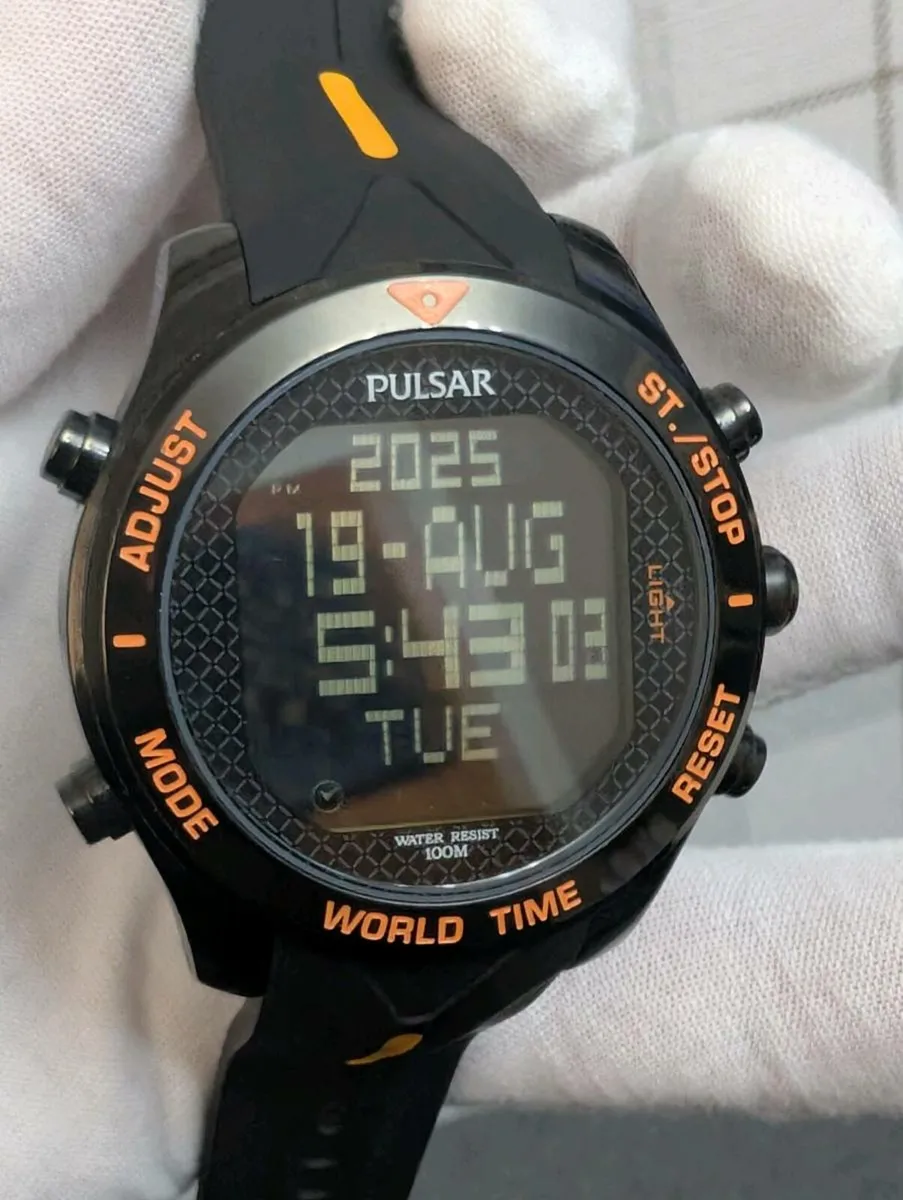 PULSAR
ADJUST
ST./STOP
2025
PM
19-AUG
LIGHT
5:43 03
TUE
MODE
RESET
WATER RESIST
100M
WORLD TIME